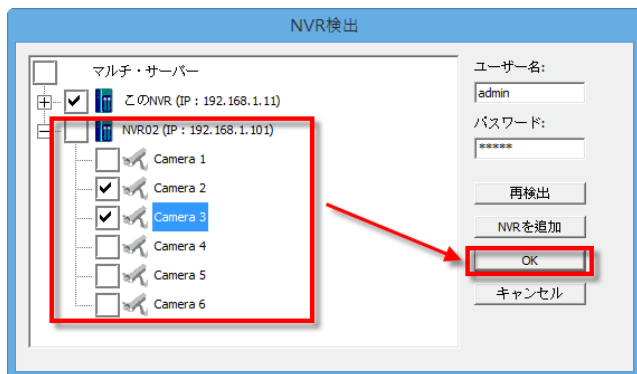 NVR検出
マルチ・サーバー
このNVR (IP : 192.168.1.11)
NVR02 (IP : 192.168.1.101)
Camera 1
Camera 2
Camera 3
Camera 4
Camera 5
Camera 6
ユーザー名:
admin
パスワード:
*****
再検出
NVRを追加
OK
キャンセル